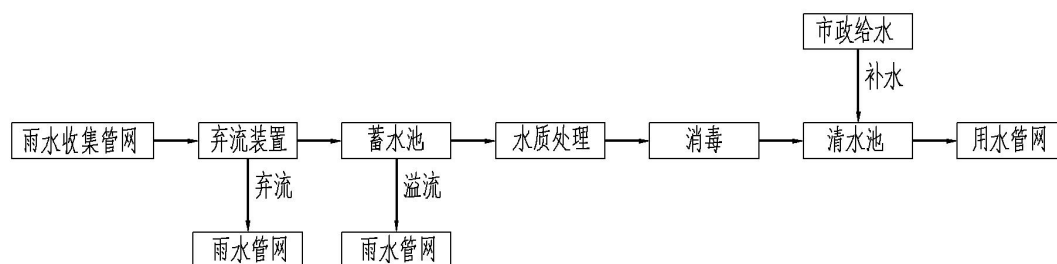 市政给水
补水
雨水收集管网
弃流装置
蓄水池
水质处理
消毒
清水池
用水管网
弃流
溢流
雨水管网
雨水管网